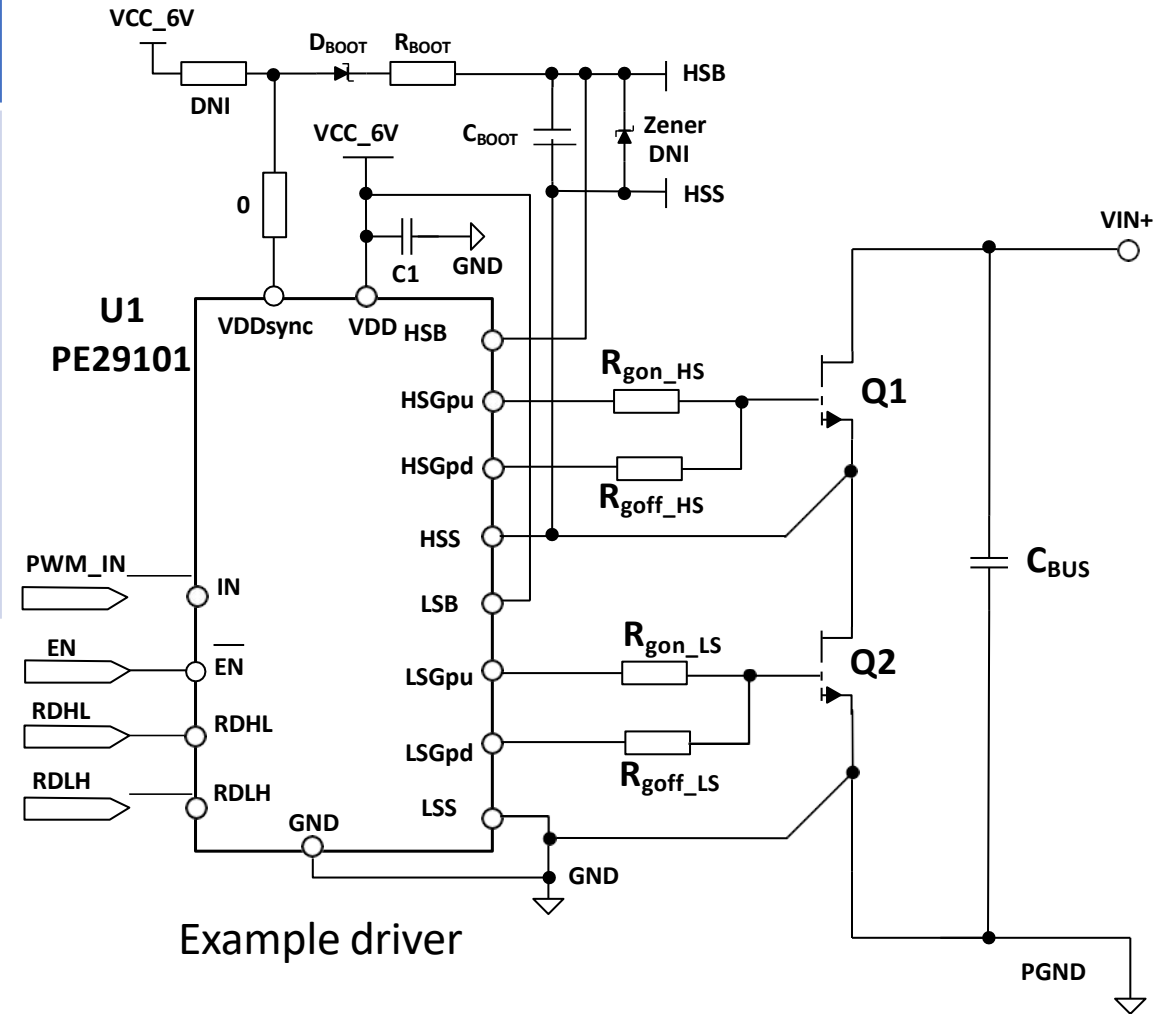 VCC_6V
DBOOT
RBOOT
HSB
DNI
VCC_6V
CBOOT
Zener
DNI
HSS
0
VIN+
C1
GND
U1
PE29101
VDDsync
VDD
HSB
Rgon_HS
Q1
HSGpu
HSGpd
Rgoff_HS
HSS
PWM_IN
IN
CBUS
LSB
EN
EN
Rgon_LS
Q2
LSGpu
RDHL
RDHL
LSGpd
Rgoff_LS
RDLH
RDLH
LSS
GND
GND
Example driver
PGND